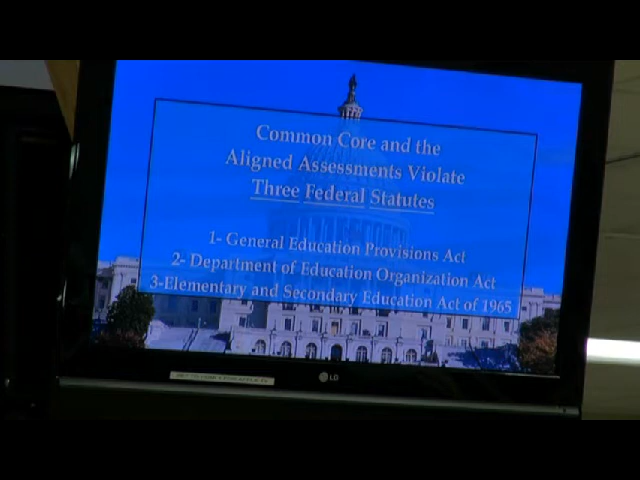 Common Core and the
Aligned Assessments Violate
Three Federal Statutes
1- General Education Provisions Act
2- Department of Education Organization Act
3-Elementary and Secondary Education Act of 1965
LG